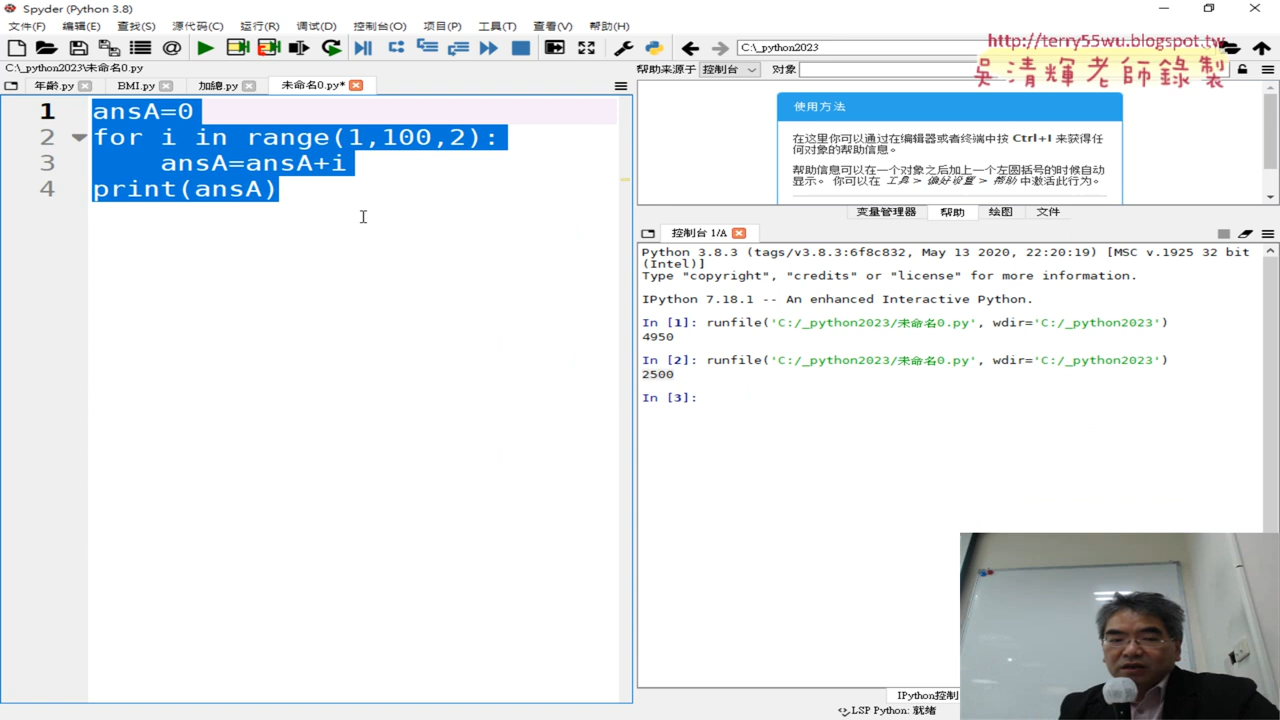 Spyder (Python 3.8)
文件(F) 编辑(E) 查找(S) 源代码(C) 运行(R) 调试(D) 控制台(O) 项目(P) 工具(T) 查看(V) 帮助(H)
C:\_python2023
http://terry55wu.blogspot.tw
吳清輝老師錄製
C:\_python2023\未命名0.py
帮助来源于 控制台 对象
年齡.py BMI.py 加總.py 未命名0.py*
1 ansA=0
2 for i in range(1,100,2):
3 ansA=ansA+i
4 print(ansA)
使用方法
在这里你可以通过在编辑器或者终端中按 Ctrl+I 来获得任
何对象的帮助信息。
帮助信息可以在一个对象之后加上一个左圆括号的时候自动
显示。 你可以在 工具 > 偏好设置 > 帮助 中激活此行为。
变量管理器 帮助 绘图 文件
控制台 1/A
Python 3.8.3 (tags/v3.8.3:6f8c832, May 13 2020, 22:20:19) [MSC v.1925 32 bit
(Intel)]
Type "copyright", "credits" or "license" for more information.
IPython 7.18.1 -- An enhanced Interactive Python.
In [1]: runfile('C:/_python2023/未命名0.py', wdir='C:/_python2023')
4950
In [2]: runfile('C:/_python2023/未命名0.py', wdir='C:/_python2023')
2500
In [3]:
IPython控制
LSP Python: 就绪